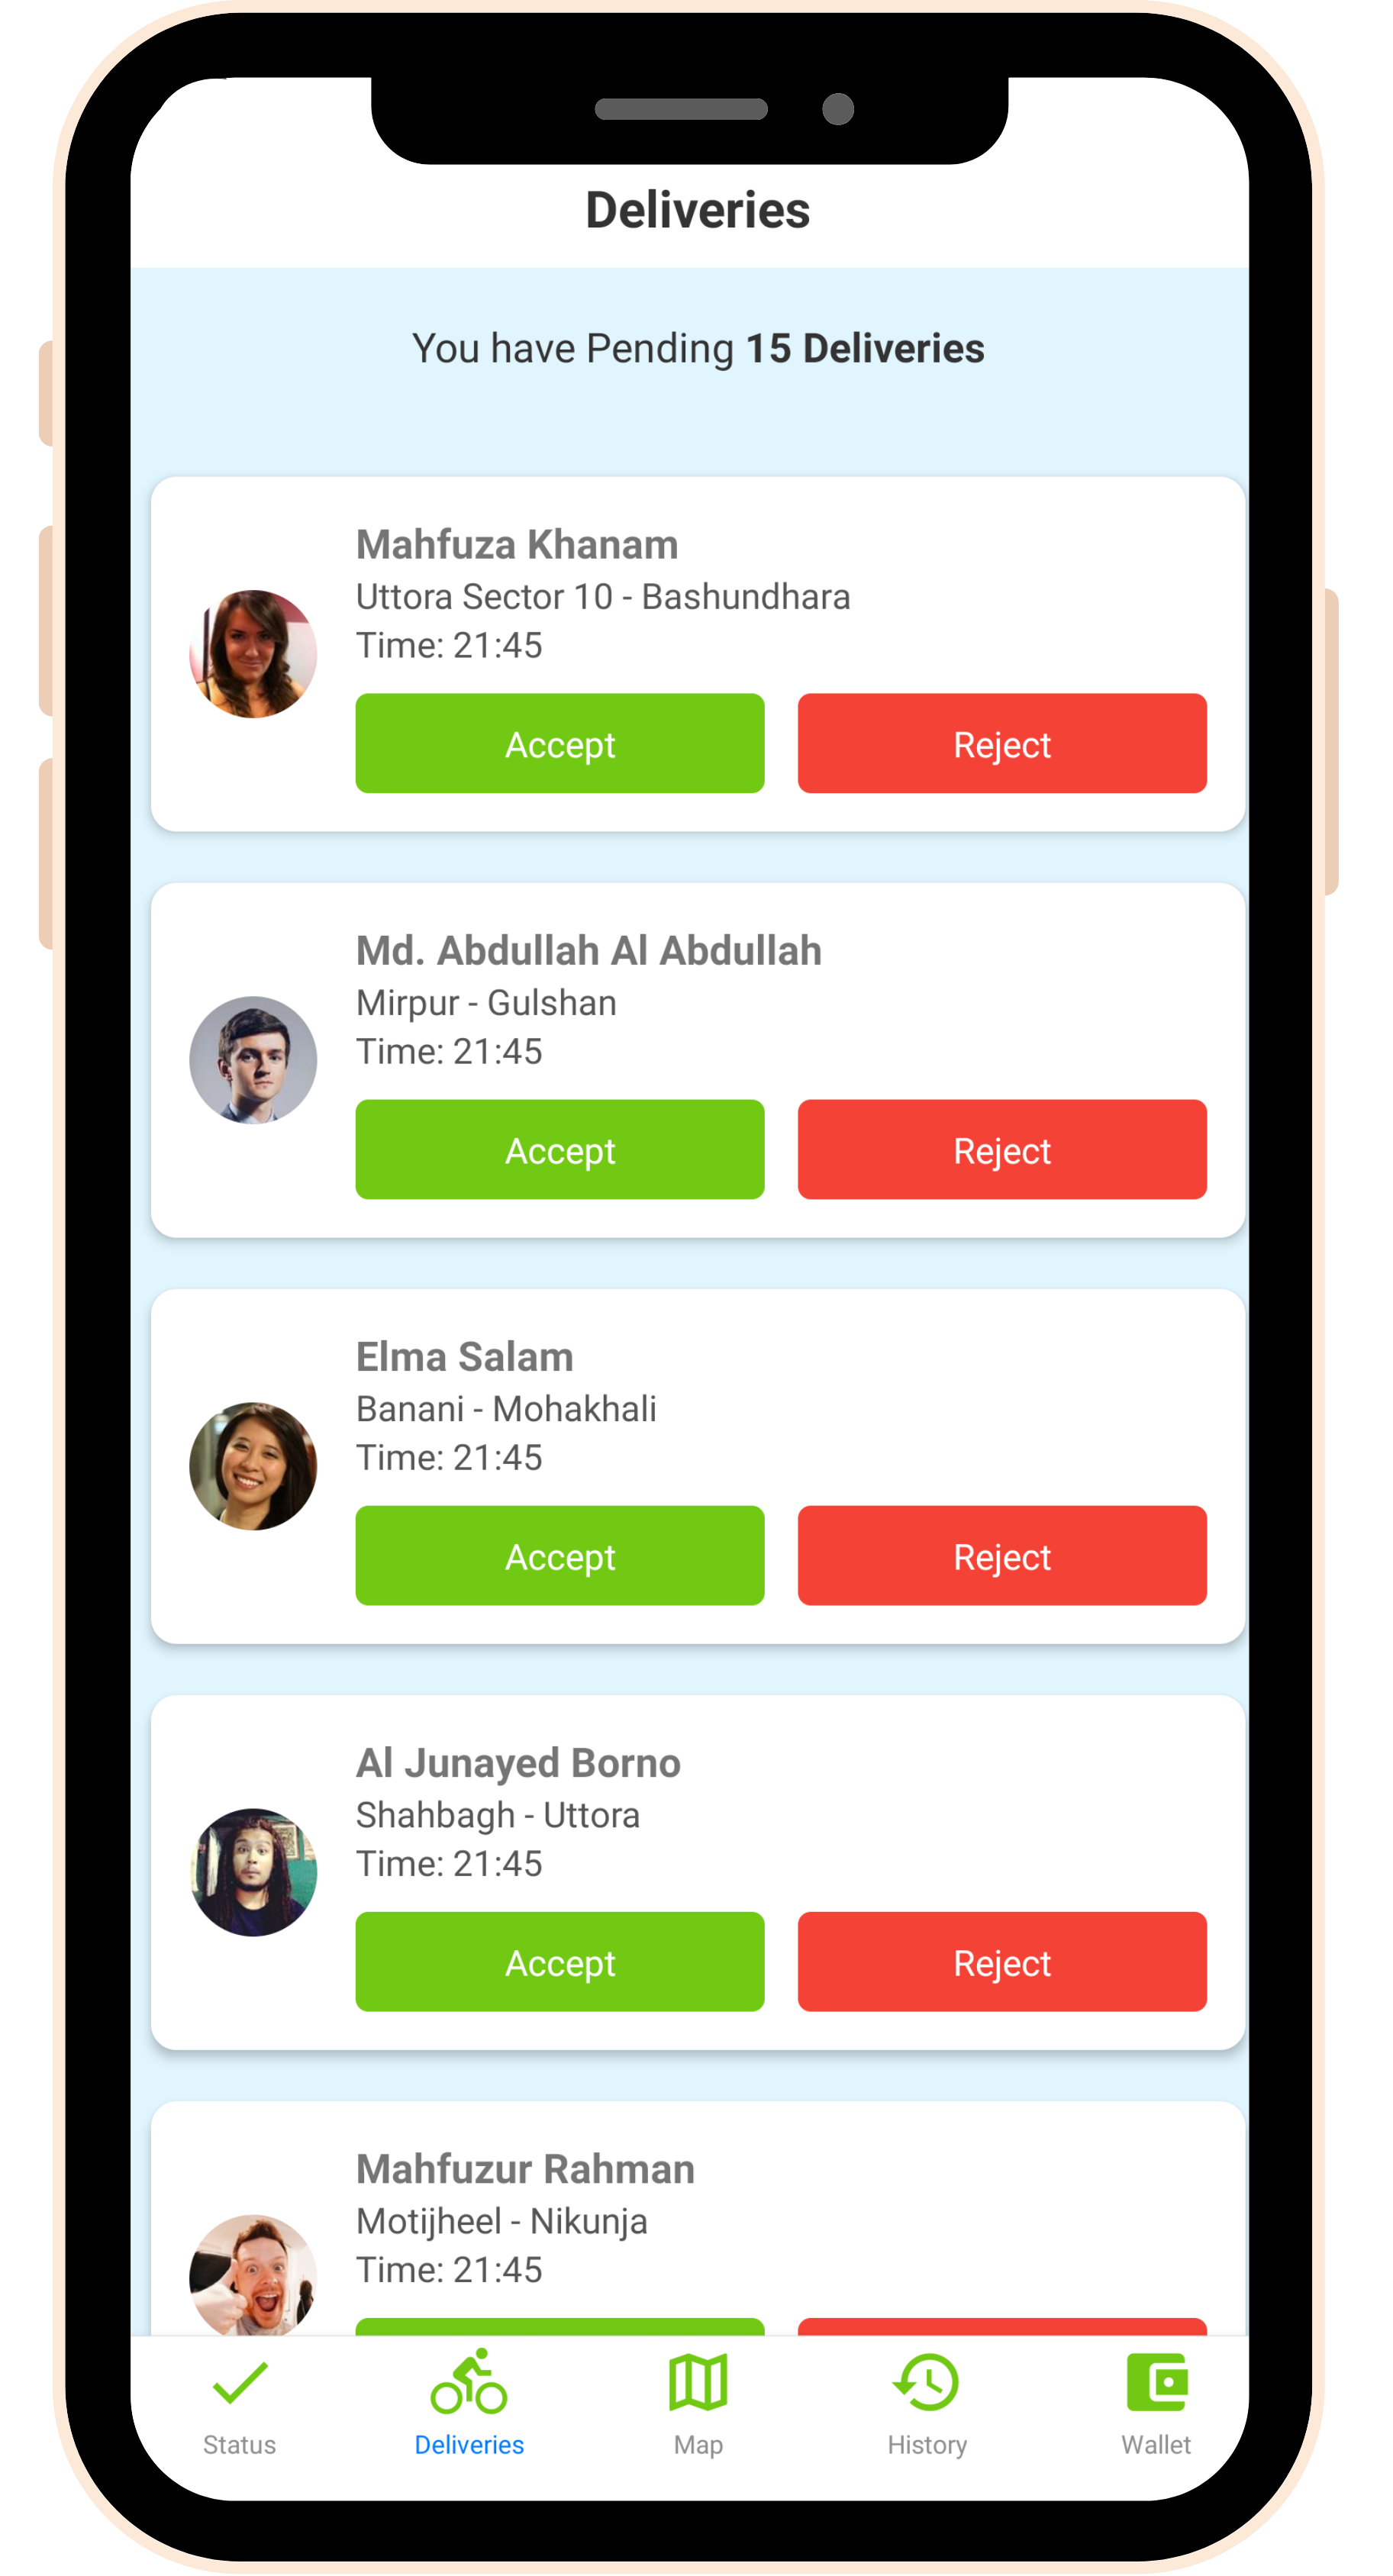 Deliveries
You have Pending 15 Deliveries
Mahfuza Khanam
Uttora Sector 10 - Bashundhara
Time: 21:45
Accept Reject
Md. Abdullah Al Abdullah
Mirpur - Gulshan
Time: 21:45
Accept Reject
Elma Salam
Banani - Mohakhali
Time: 21:45
Accept Reject
Al Junayed Borno
Shahbagh - Uttora
Time: 21:45
Accept Reject
Mahfuzur Rahman
Motijheel - Nikunja
Time: 21:45
Status Deliveries Map History Wallet